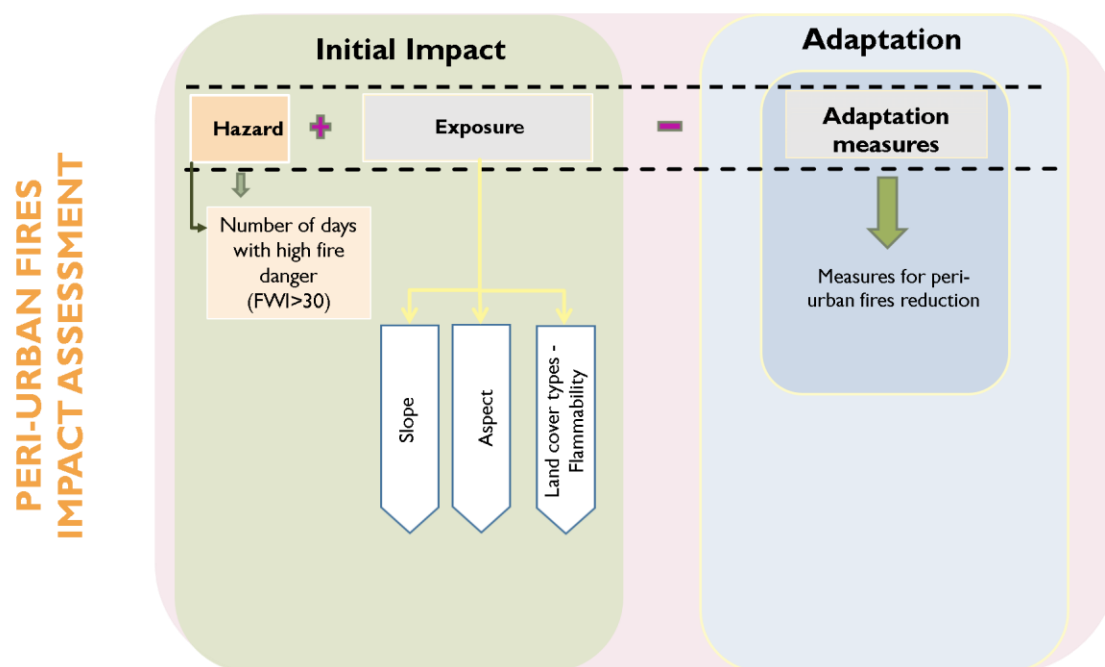 PERI-URBAN FIRES
IMPACT ASSESSMENT
Initial Impact
Adaptation
Hazard
+
Exposure
-
Adaptation
measures
Number of days
with high fire
danger
(FWI>30)
Measures for peri-
urban fires reduction
Slope
Aspect
Land cover types -
Flammability